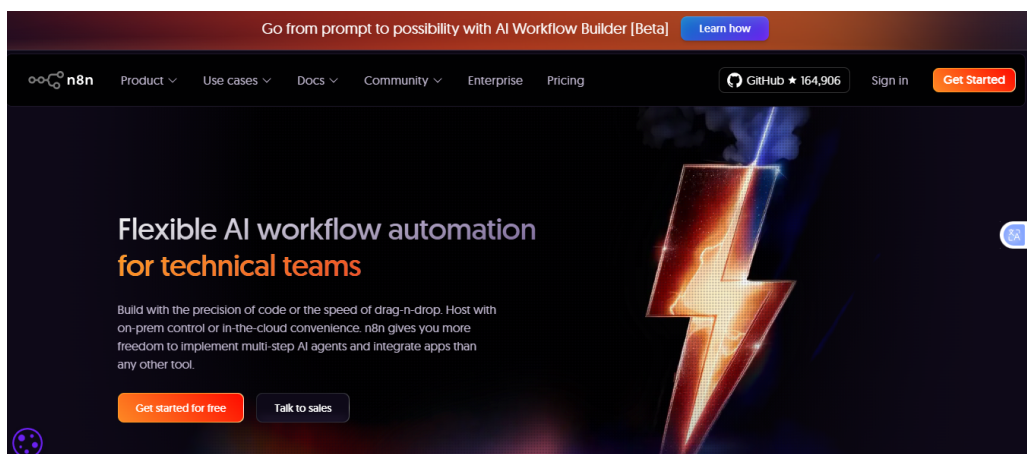 Go from prompt to possibility with AI Workflow Builder [Beta] Learn how
n8n Product Use cases Docs Community Enterprise Pricing GitHub ★ 164,906 Sign in Get Started
Flexible AI workflow automation
for technical teams
Build with the precision of code or the speed of drag-n-drop. Host with
on-prem control or in-the-cloud convenience. n8n gives you more
freedom to implement multi-step AI agents and integrate apps than
any other tool.
Get started for free Talk to sales